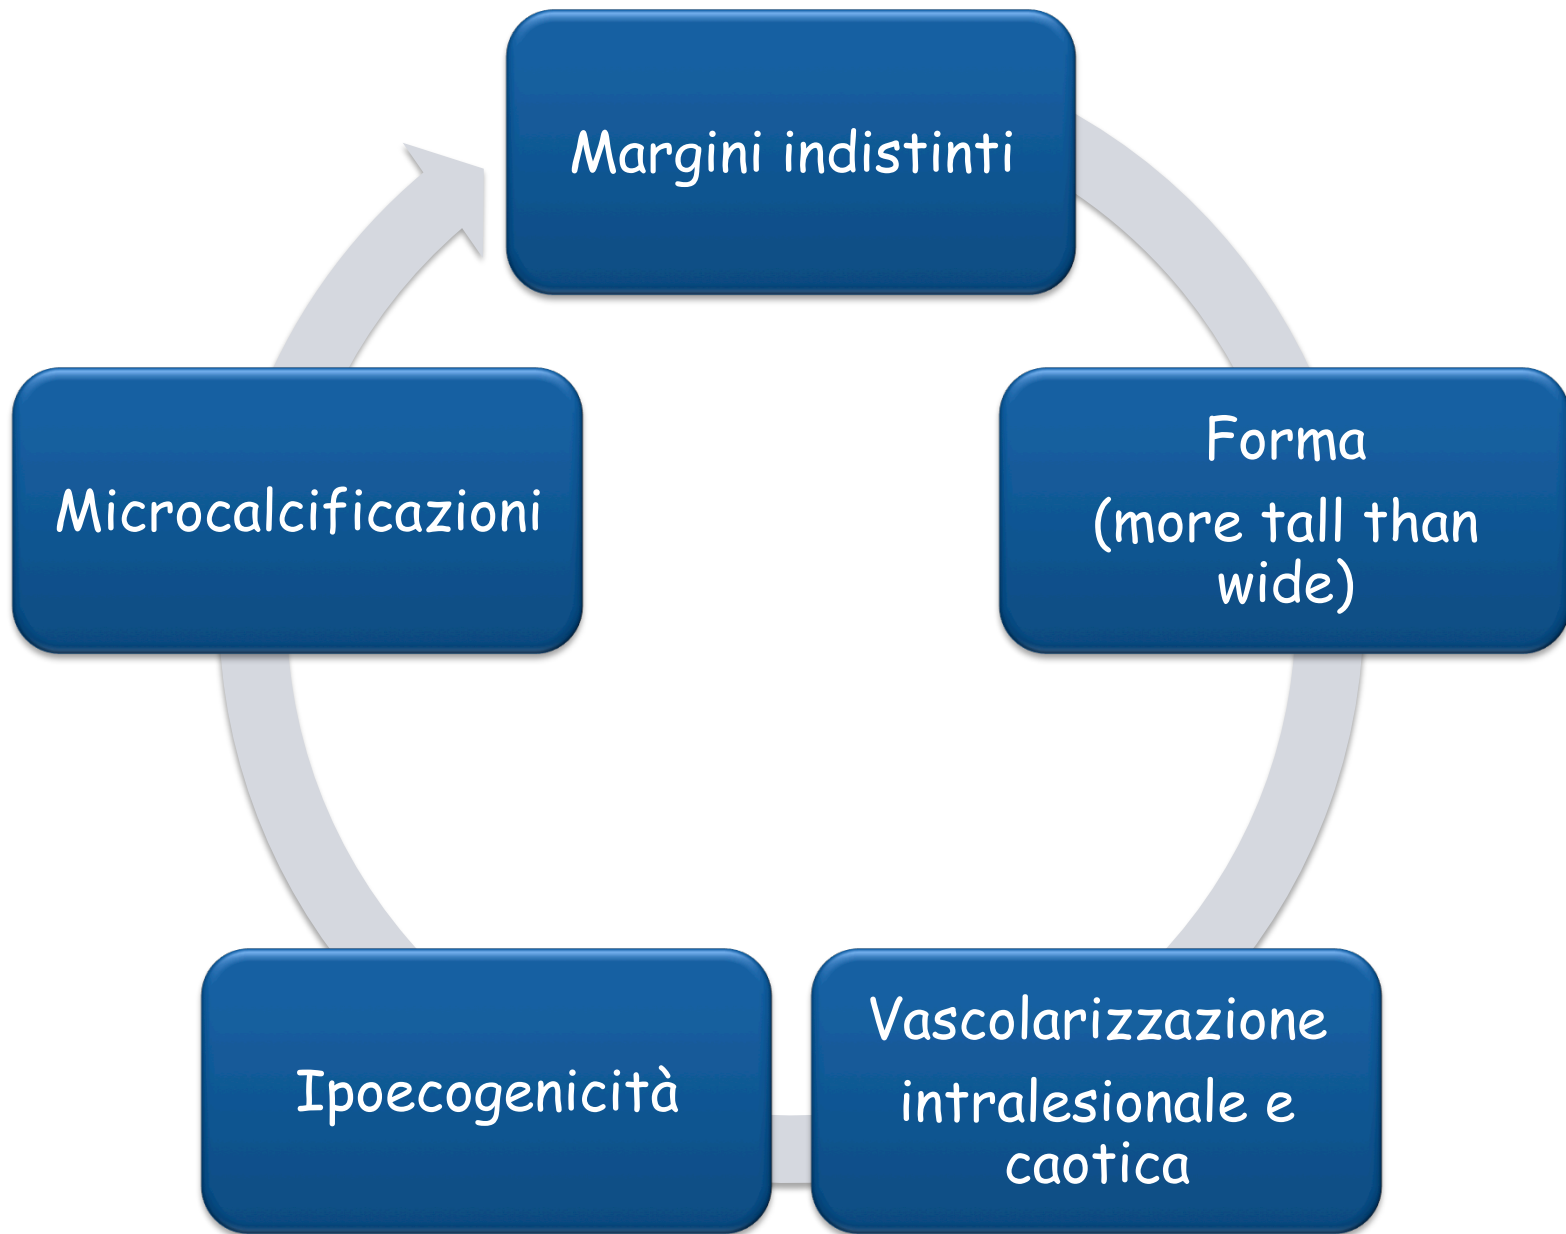 Margini indistinti
Forma
(more tall than
wide)
Vascolarizzazione
intralesionale e
caotica
Ipoecogenicità
Microcalcificazioni